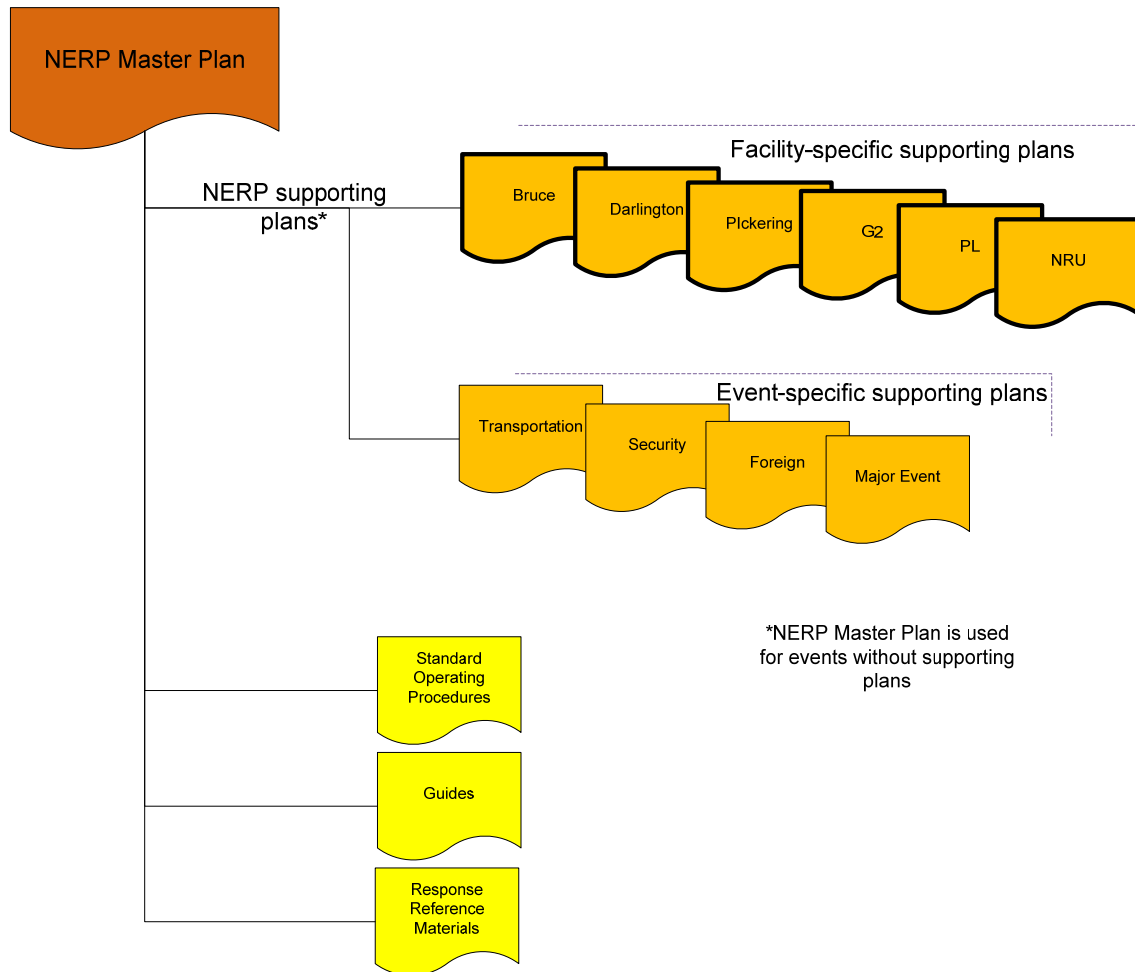 NERP Master Plan
Facility-specific supporting plans
NERP supporting
plans*
Bruce
Darlington
PIckering
G2
PL
NRU
Event-specific supporting plans
Transportation
Security
Foreign
Major Event
*NERP Master Plan is used
for events without supporting
plans
Standard
Operating
Procedures
Guides
Response
Reference
Materials